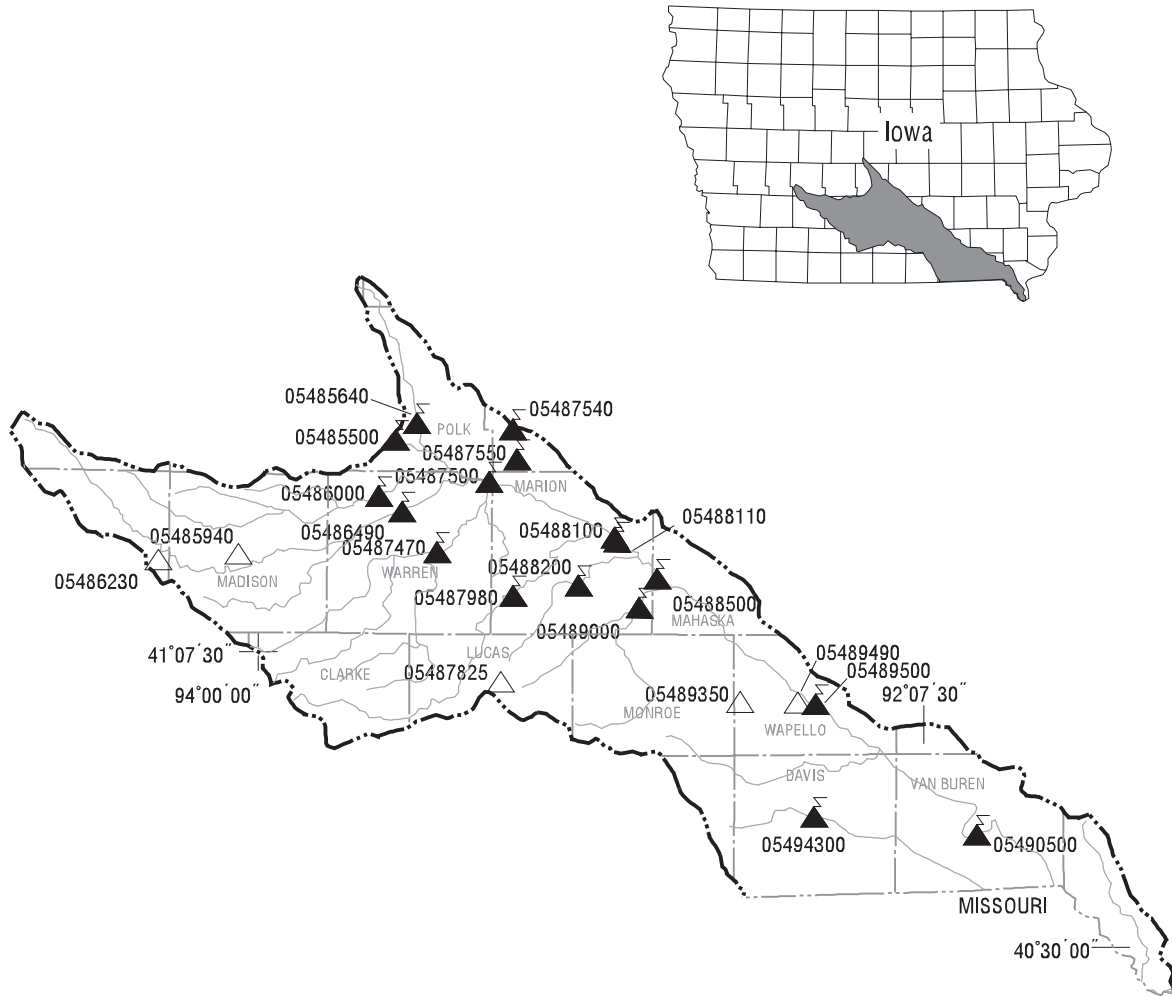 Iowa
05485640
05487540
05485500
POLK
05487550
05487500
05486000
MARION
05486490
05488110
05488100
05485940
05487470
05486230
MADISON
WARREN
05488200
05487980
05488500
MAHASKA
05489000
41°07'30"
LUCAS
05489490
CLARKE
05487825
05489500
94°00'00"
05489350
92°07'30"
MONROE
WAPELLO
DAVIS
VAN BUREN
05494300
05490500
MISSOURI
40°30'00"